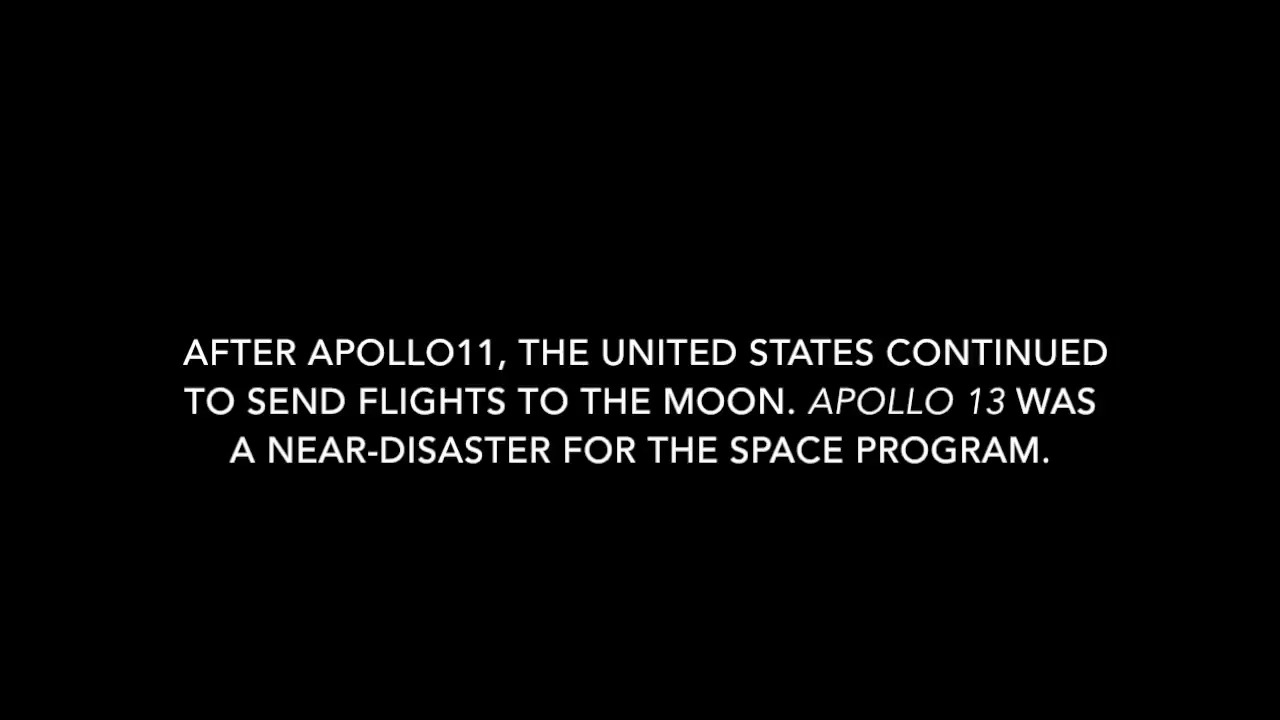 AFTER APOLLO11, THE UNITED STATES CONTINUED
TO SEND FLIGHTS TO THE MOON. APOLLO 13 WAS
A NEAR-DISASTER FOR THE SPACE PROGRAM.